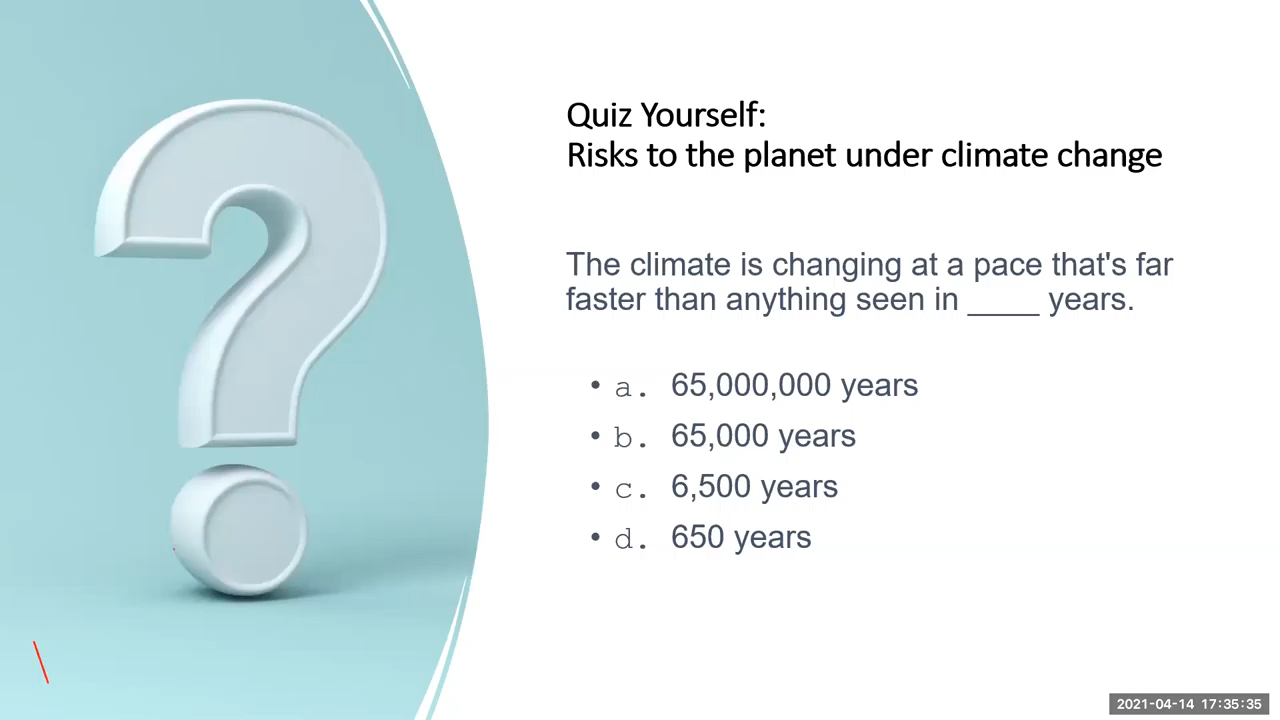 Quiz Yourself:
Risks to the planet under climate change
The climate is changing at a pace that's far
faster than anything seen in ____ years.
• a. 65,000,000 years
• b. 65,000 years
• c. 6,500 years
• d. 650 years
2021-04-14 17:35:35